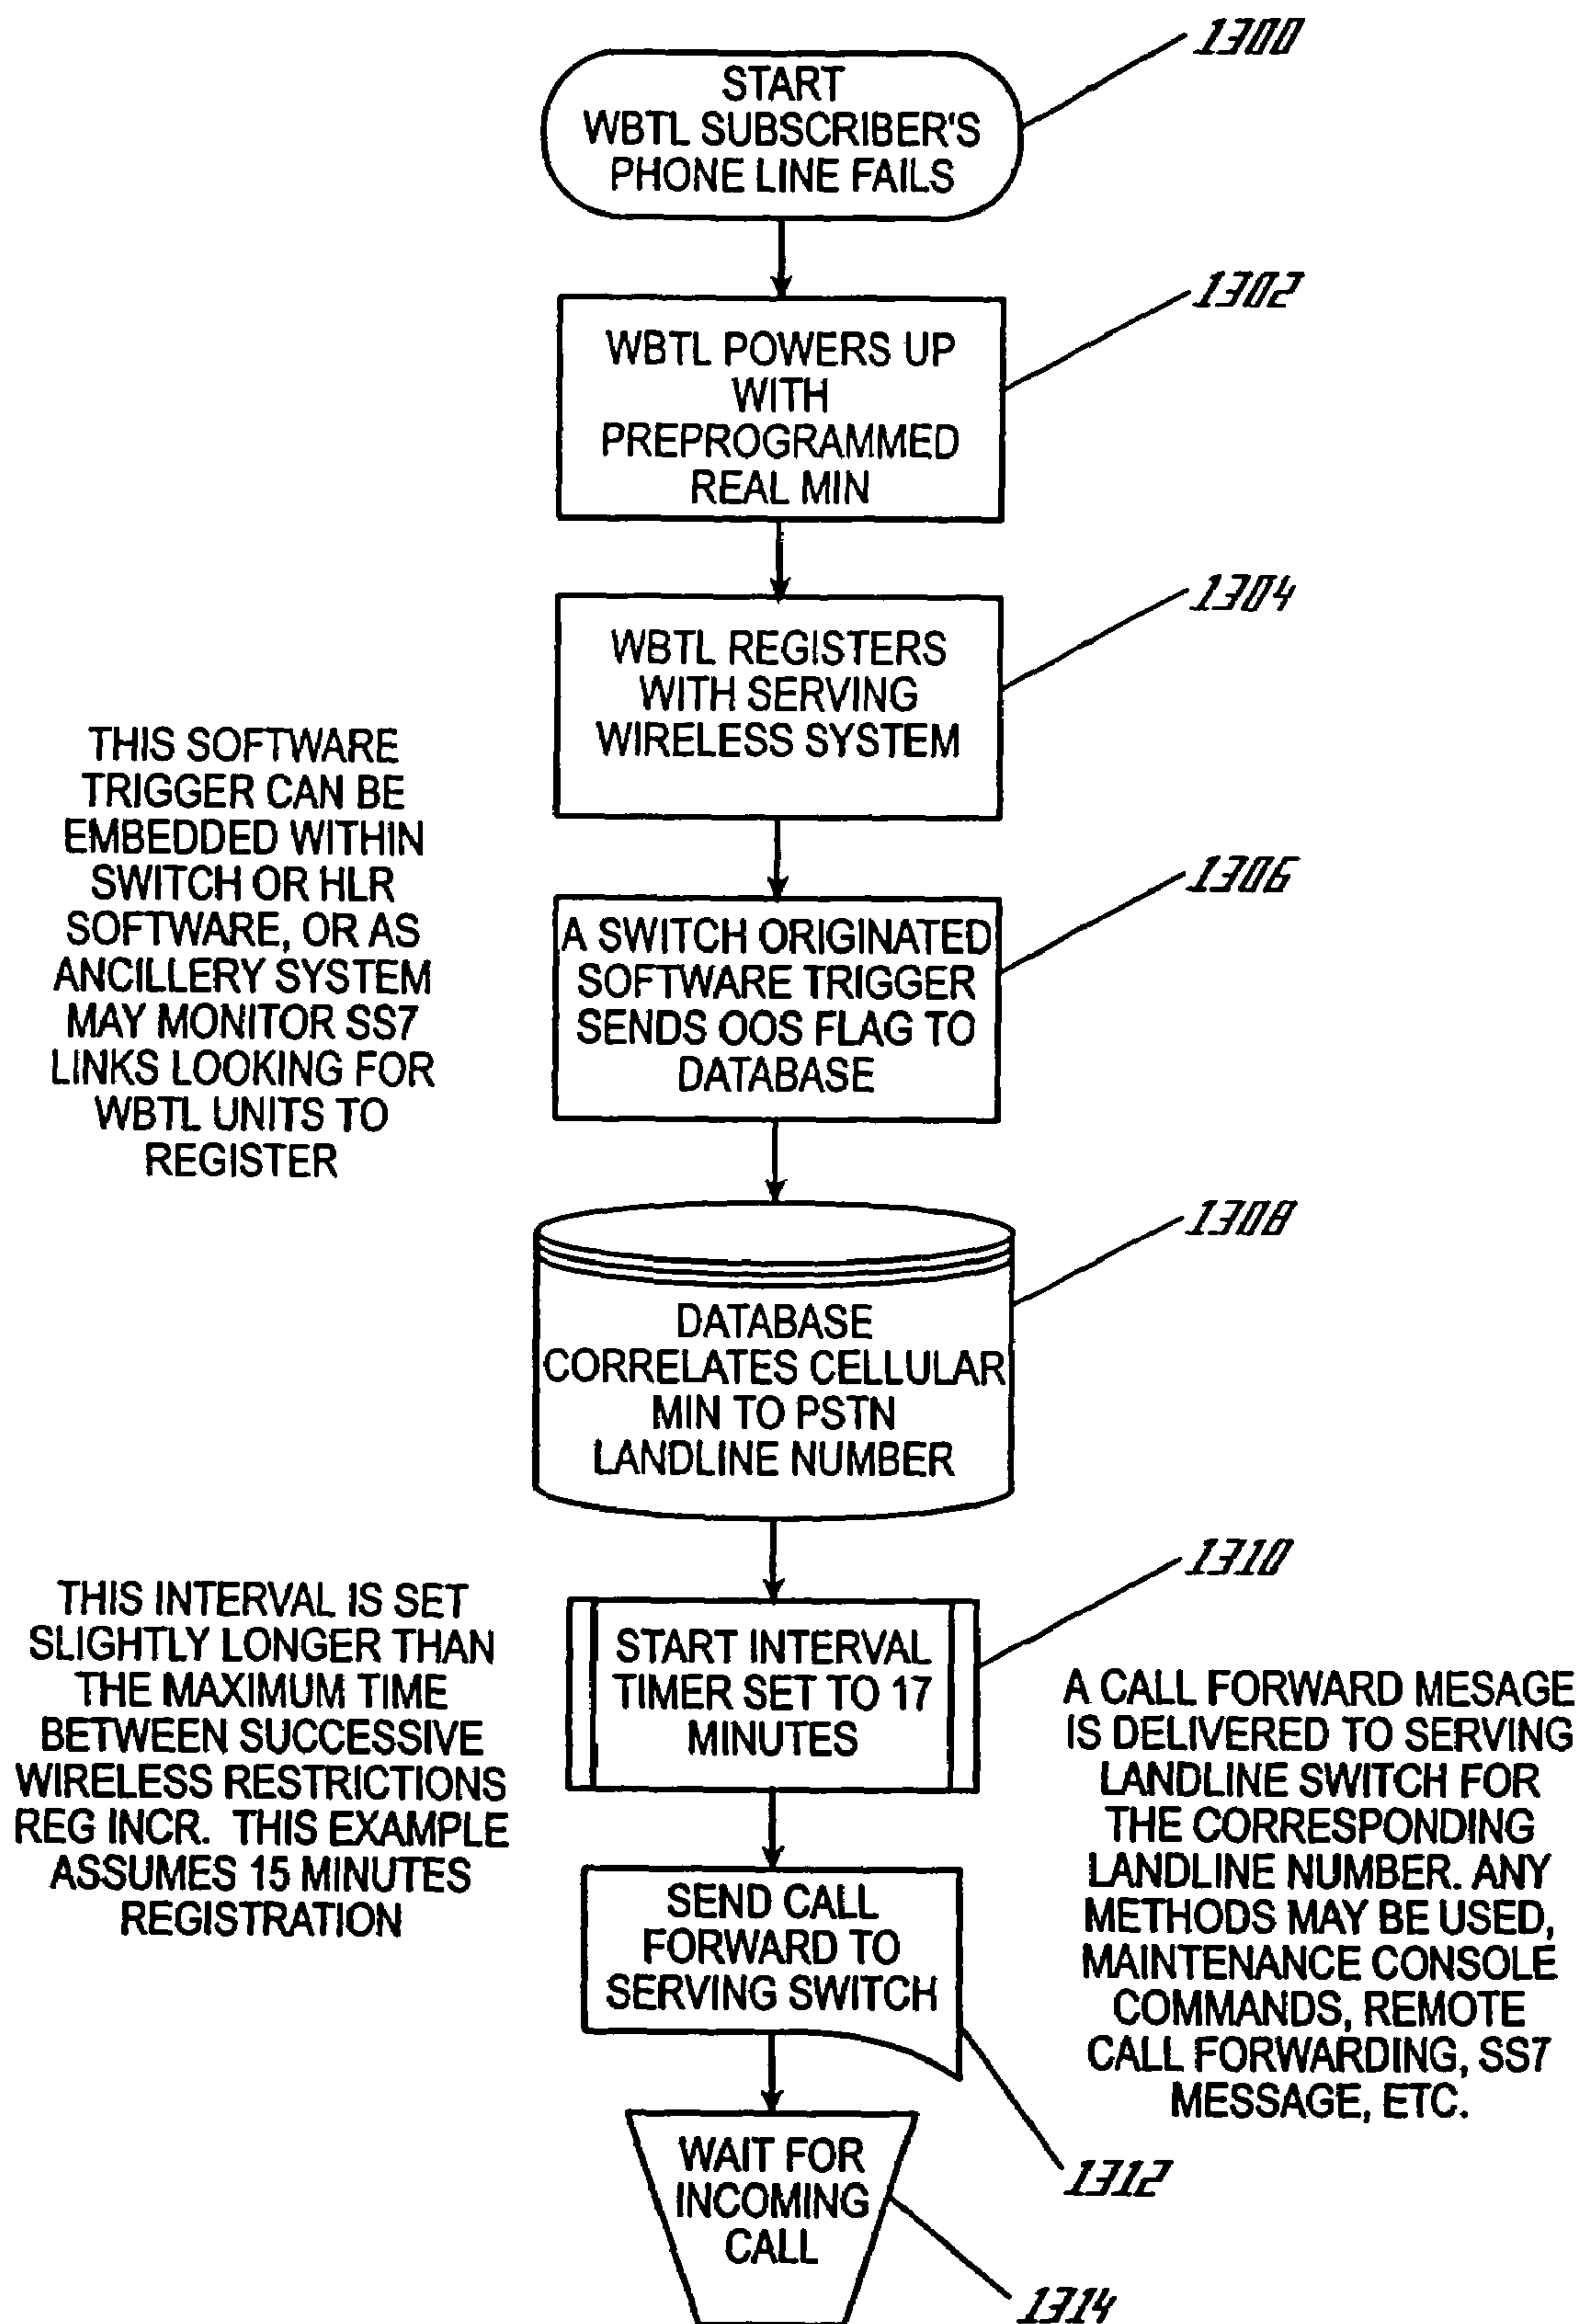 1300
START
WBTL SUBSCRIBER'S
PHONE LINE FAILS
1302
WBTL POWERS UP
WITH
PREPROGRAMMED
REAL MIN
1304
WBTL REGISTERS
WITH SERVING
WIRELESS SYSTEM
THIS SOFTWARE
TRIGGER CAN BE
EMBEDDED WITHIN
SWITCH OR HLR
SOFTWARE, OR AS
ANCILLERY SYSTEM
MAY MONITOR SS7
LINKS LOOKING FOR
WBTL UNITS TO
REGISTER
1306
A SWITCH ORIGINATED
SOFTWARE TRIGGER
SENDS OOS FLAG TO
DATABASE
1308
DATABASE
CORRELATES CELLULAR
MIN TO PSTN
LANDLINE NUMBER
1310
THIS INTERVAL IS SET
SLIGHTLY LONGER THAN
THE MAXIMUM TIME
BETWEEN SUCCESSIVE
WIRELESS RESTRICTIONS
REG INCR. THIS EXAMPLE
ASSUMES 15 MINUTES
REGISTRATION
START INTERVAL
TIMER SET TO 17
MINUTES
A CALL FORWARD MESAGE
IS DELIVERED TO SERVING
LANDLINE SWITCH FOR
THE CORRESPONDING
LANDLINE NUMBER. ANY
METHODS MAY BE USED,
MAINTENANCE CONSOLE
COMMANDS, REMOTE
CALL FORWARDING, SS7
MESSAGE, ETC.
SEND CALL
FORWARD TO
SERVING SWITCH
1312
WAIT FOR
INCOMING
CALL
1314